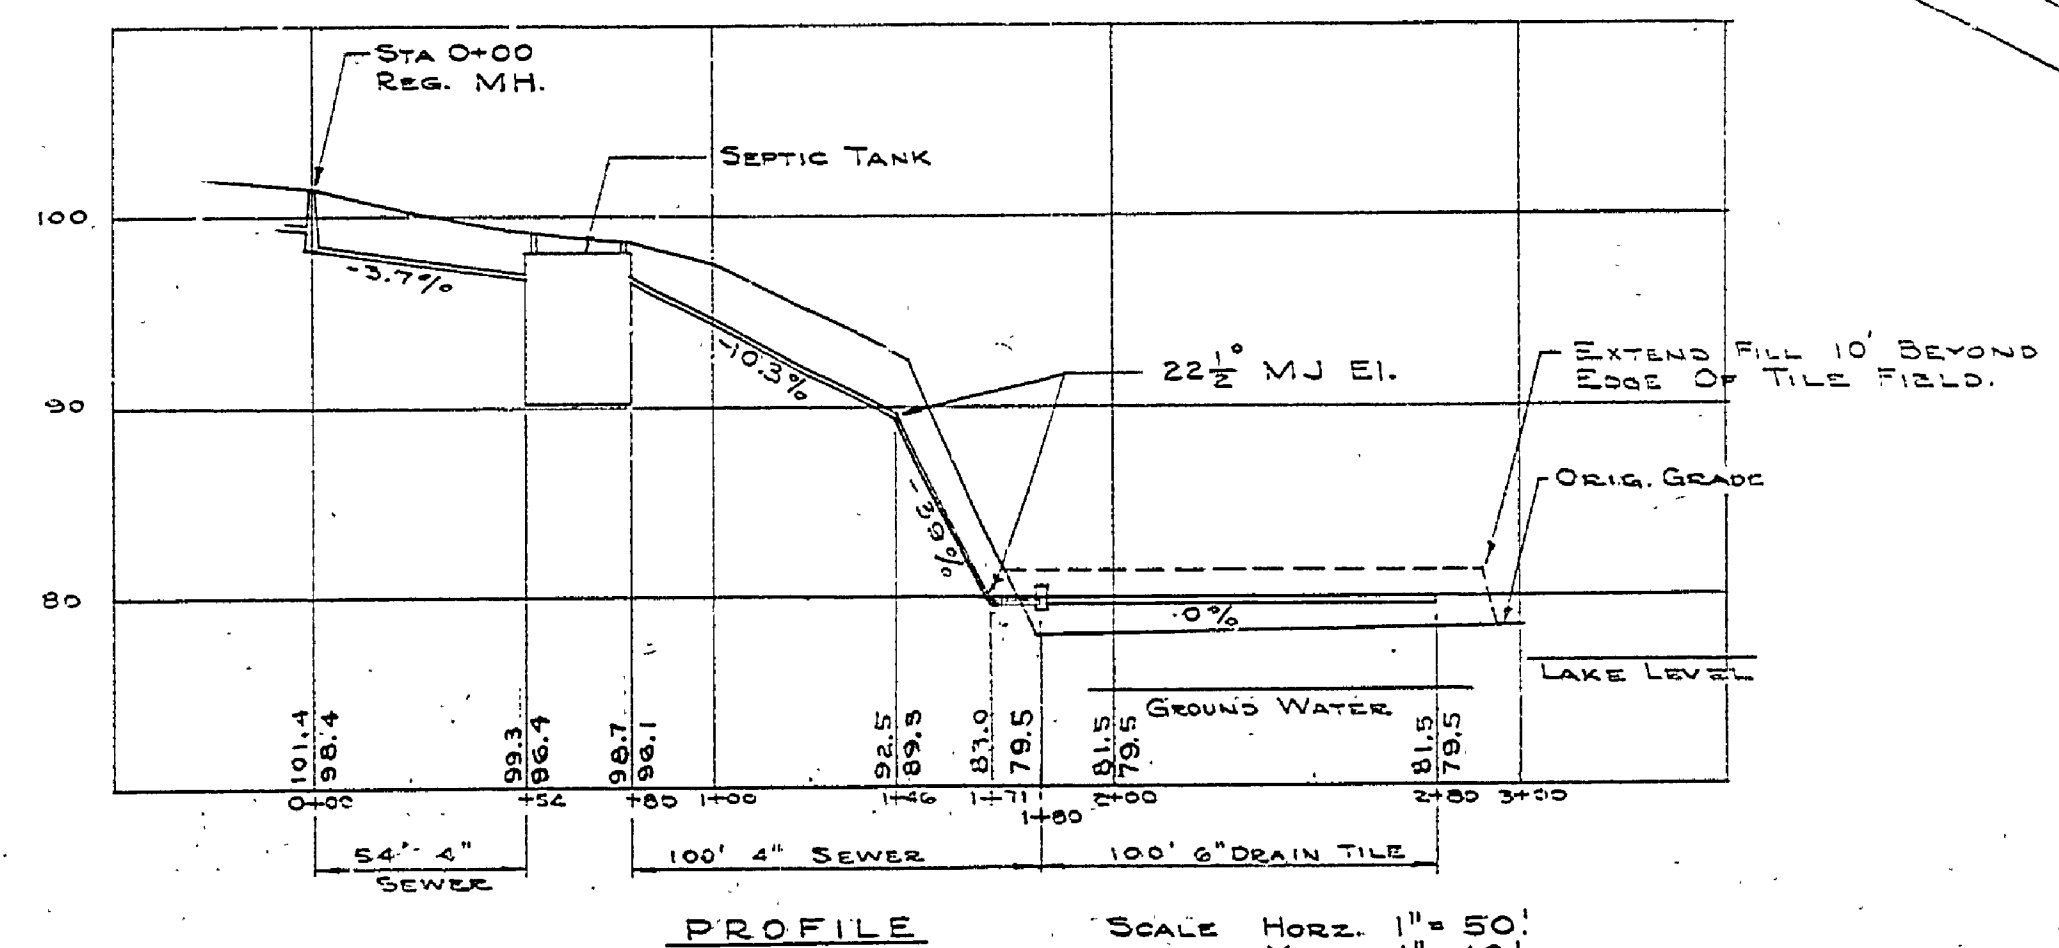 STA 0+00
REG. MH.
SEPTIC TANK
100
-3.7%
-10.3%
22 1/2° MJ El.
EXTEND FILL 10' BEYOND
EDGE OF TILE FIELD.
90
ORIG. GRADE
-39%
80
.0%
LAKE LEVEL
GROUND WATER
101.4
98.4
99.3
96.4
98.7
96.1
92.5
89.3
83.0
79.5
81.5
79.5
81.5
79.5
0+00
+54
+80
1+00
1+46
1+71
1+80
2+00
2+80
3+00
54'- 4"
SEWER
100' 4" SEWER
100' 6" DRAIN TILE
PROFILE
SCALE HORZ. 1" = 50'